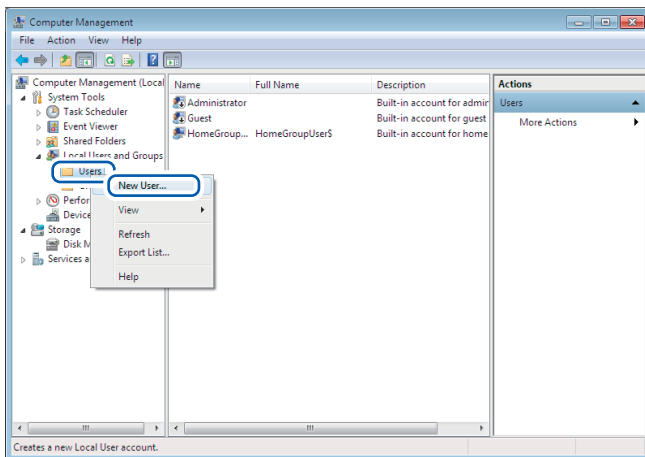 Computer Management
File Action View Help
Computer Management (Local
System Tools
Task Scheduler
Event Viewer
Shared Folders
Local Users and Groups
Users
Perfor
Device
Storage
Disk M
Services a
New User...
View
Refresh
Export List...
Help
Name Full Name Description
Administrator Built-in account for admir
Guest Built-in account for guest
HomeGroup... HomeGroupUser$ Built-in account for home
Actions
Users
More Actions
Creates a new Local User account.